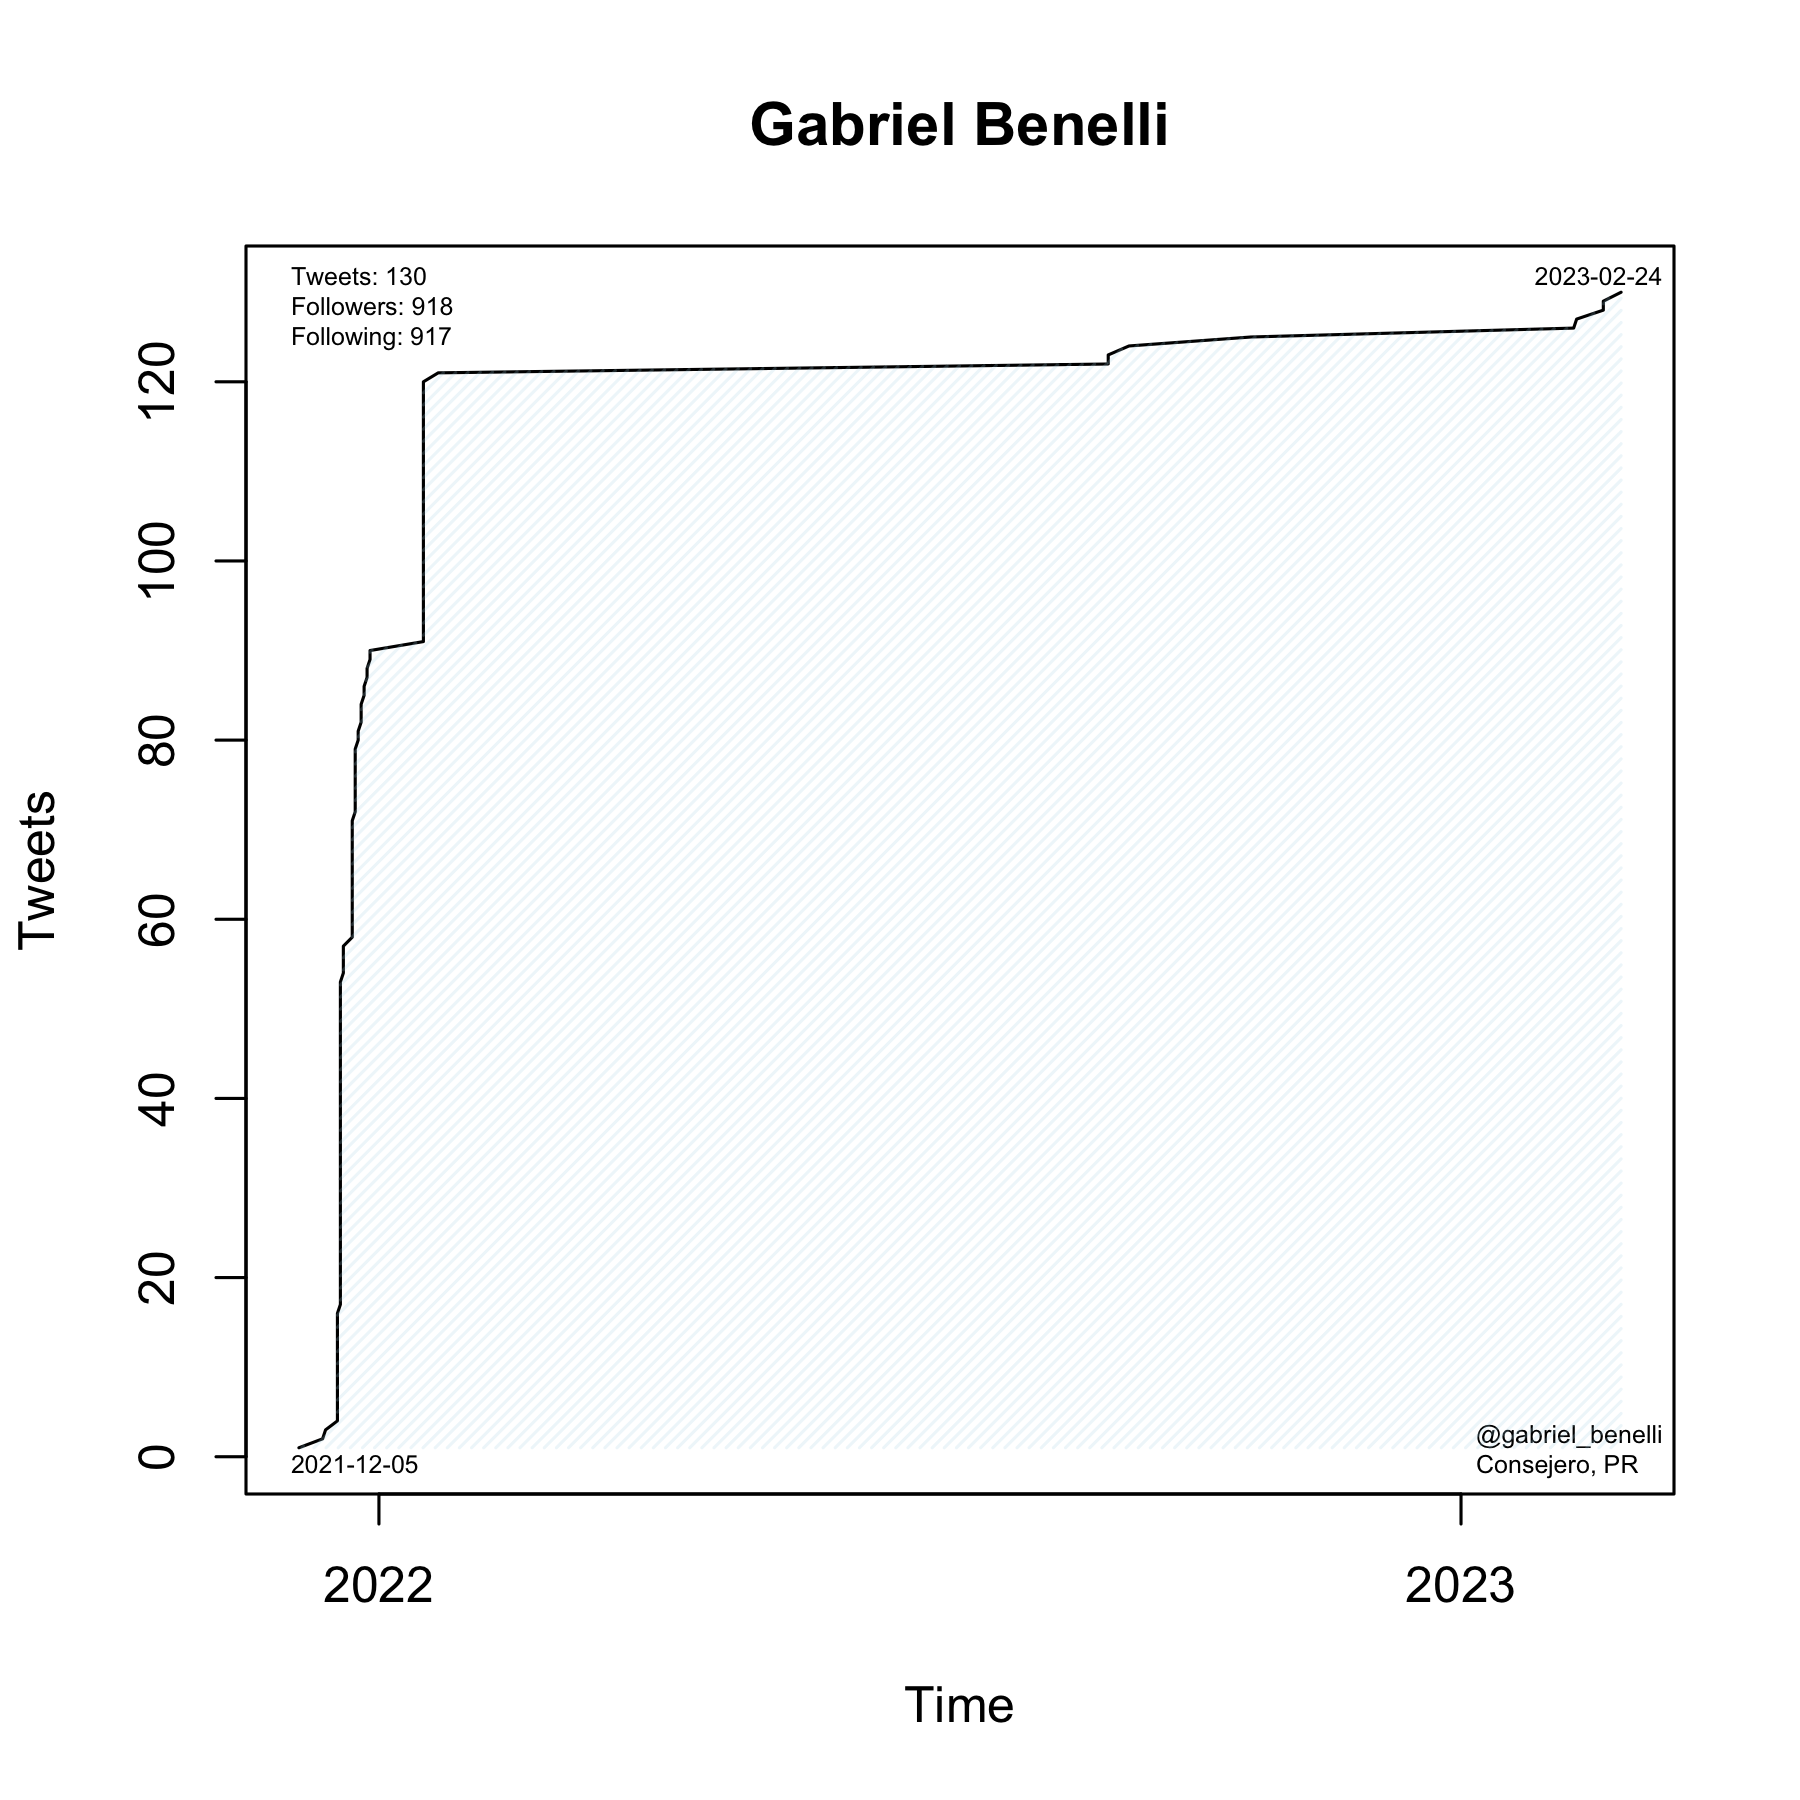 Gabriel Benelli
Tweets: 130
Followers: 918
Following: 917
2023-02-24
120
100
80
60
40
20
0
Tweets
2021-12-05
@gabriel_benelli
Consejero, PR
2022
2023
Time